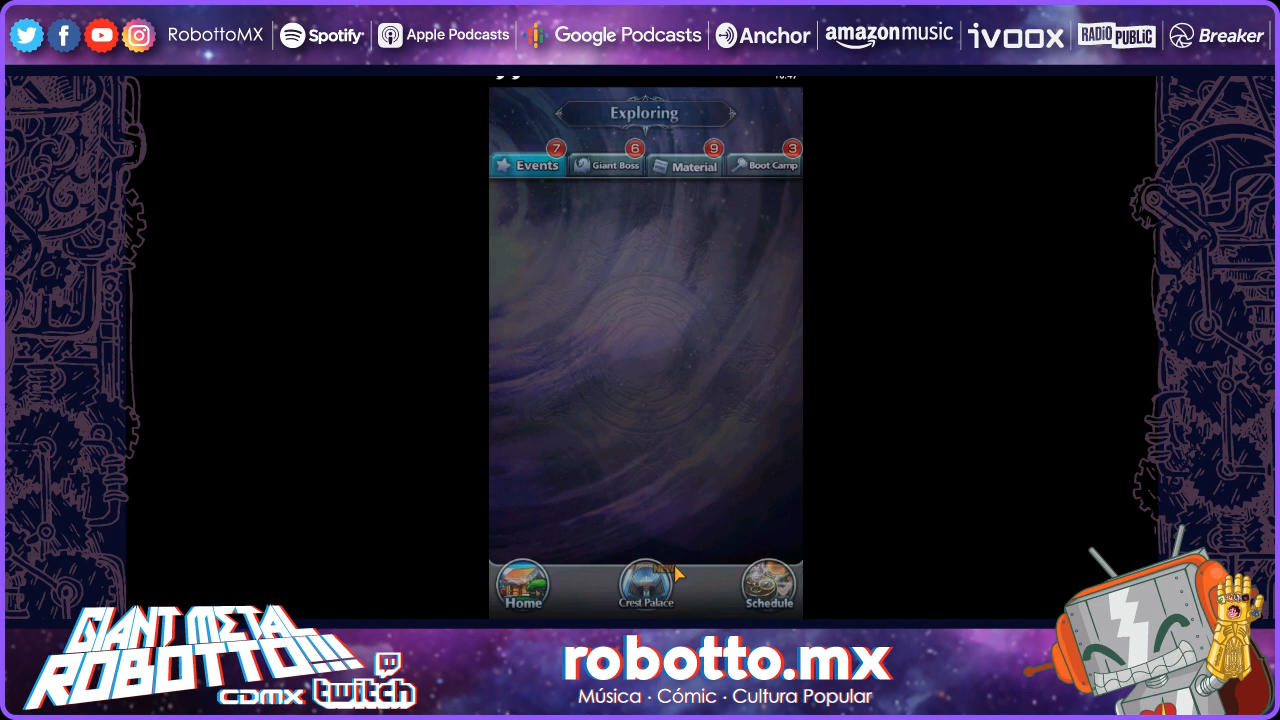 RobottoMX Spotify Apple Podcasts Google Podcasts Anchor amazon music ivoox RADIO PUBLIC Breaker
Exploring
7 6 9 3
Events Giant Boss Material Boot Camp
NEW
Home Crest Palace Schedule
GIANT METAL
ROBOTTO!!!
CDMX twitch
robotto.mx
Música · Cómic · Cultura Popular